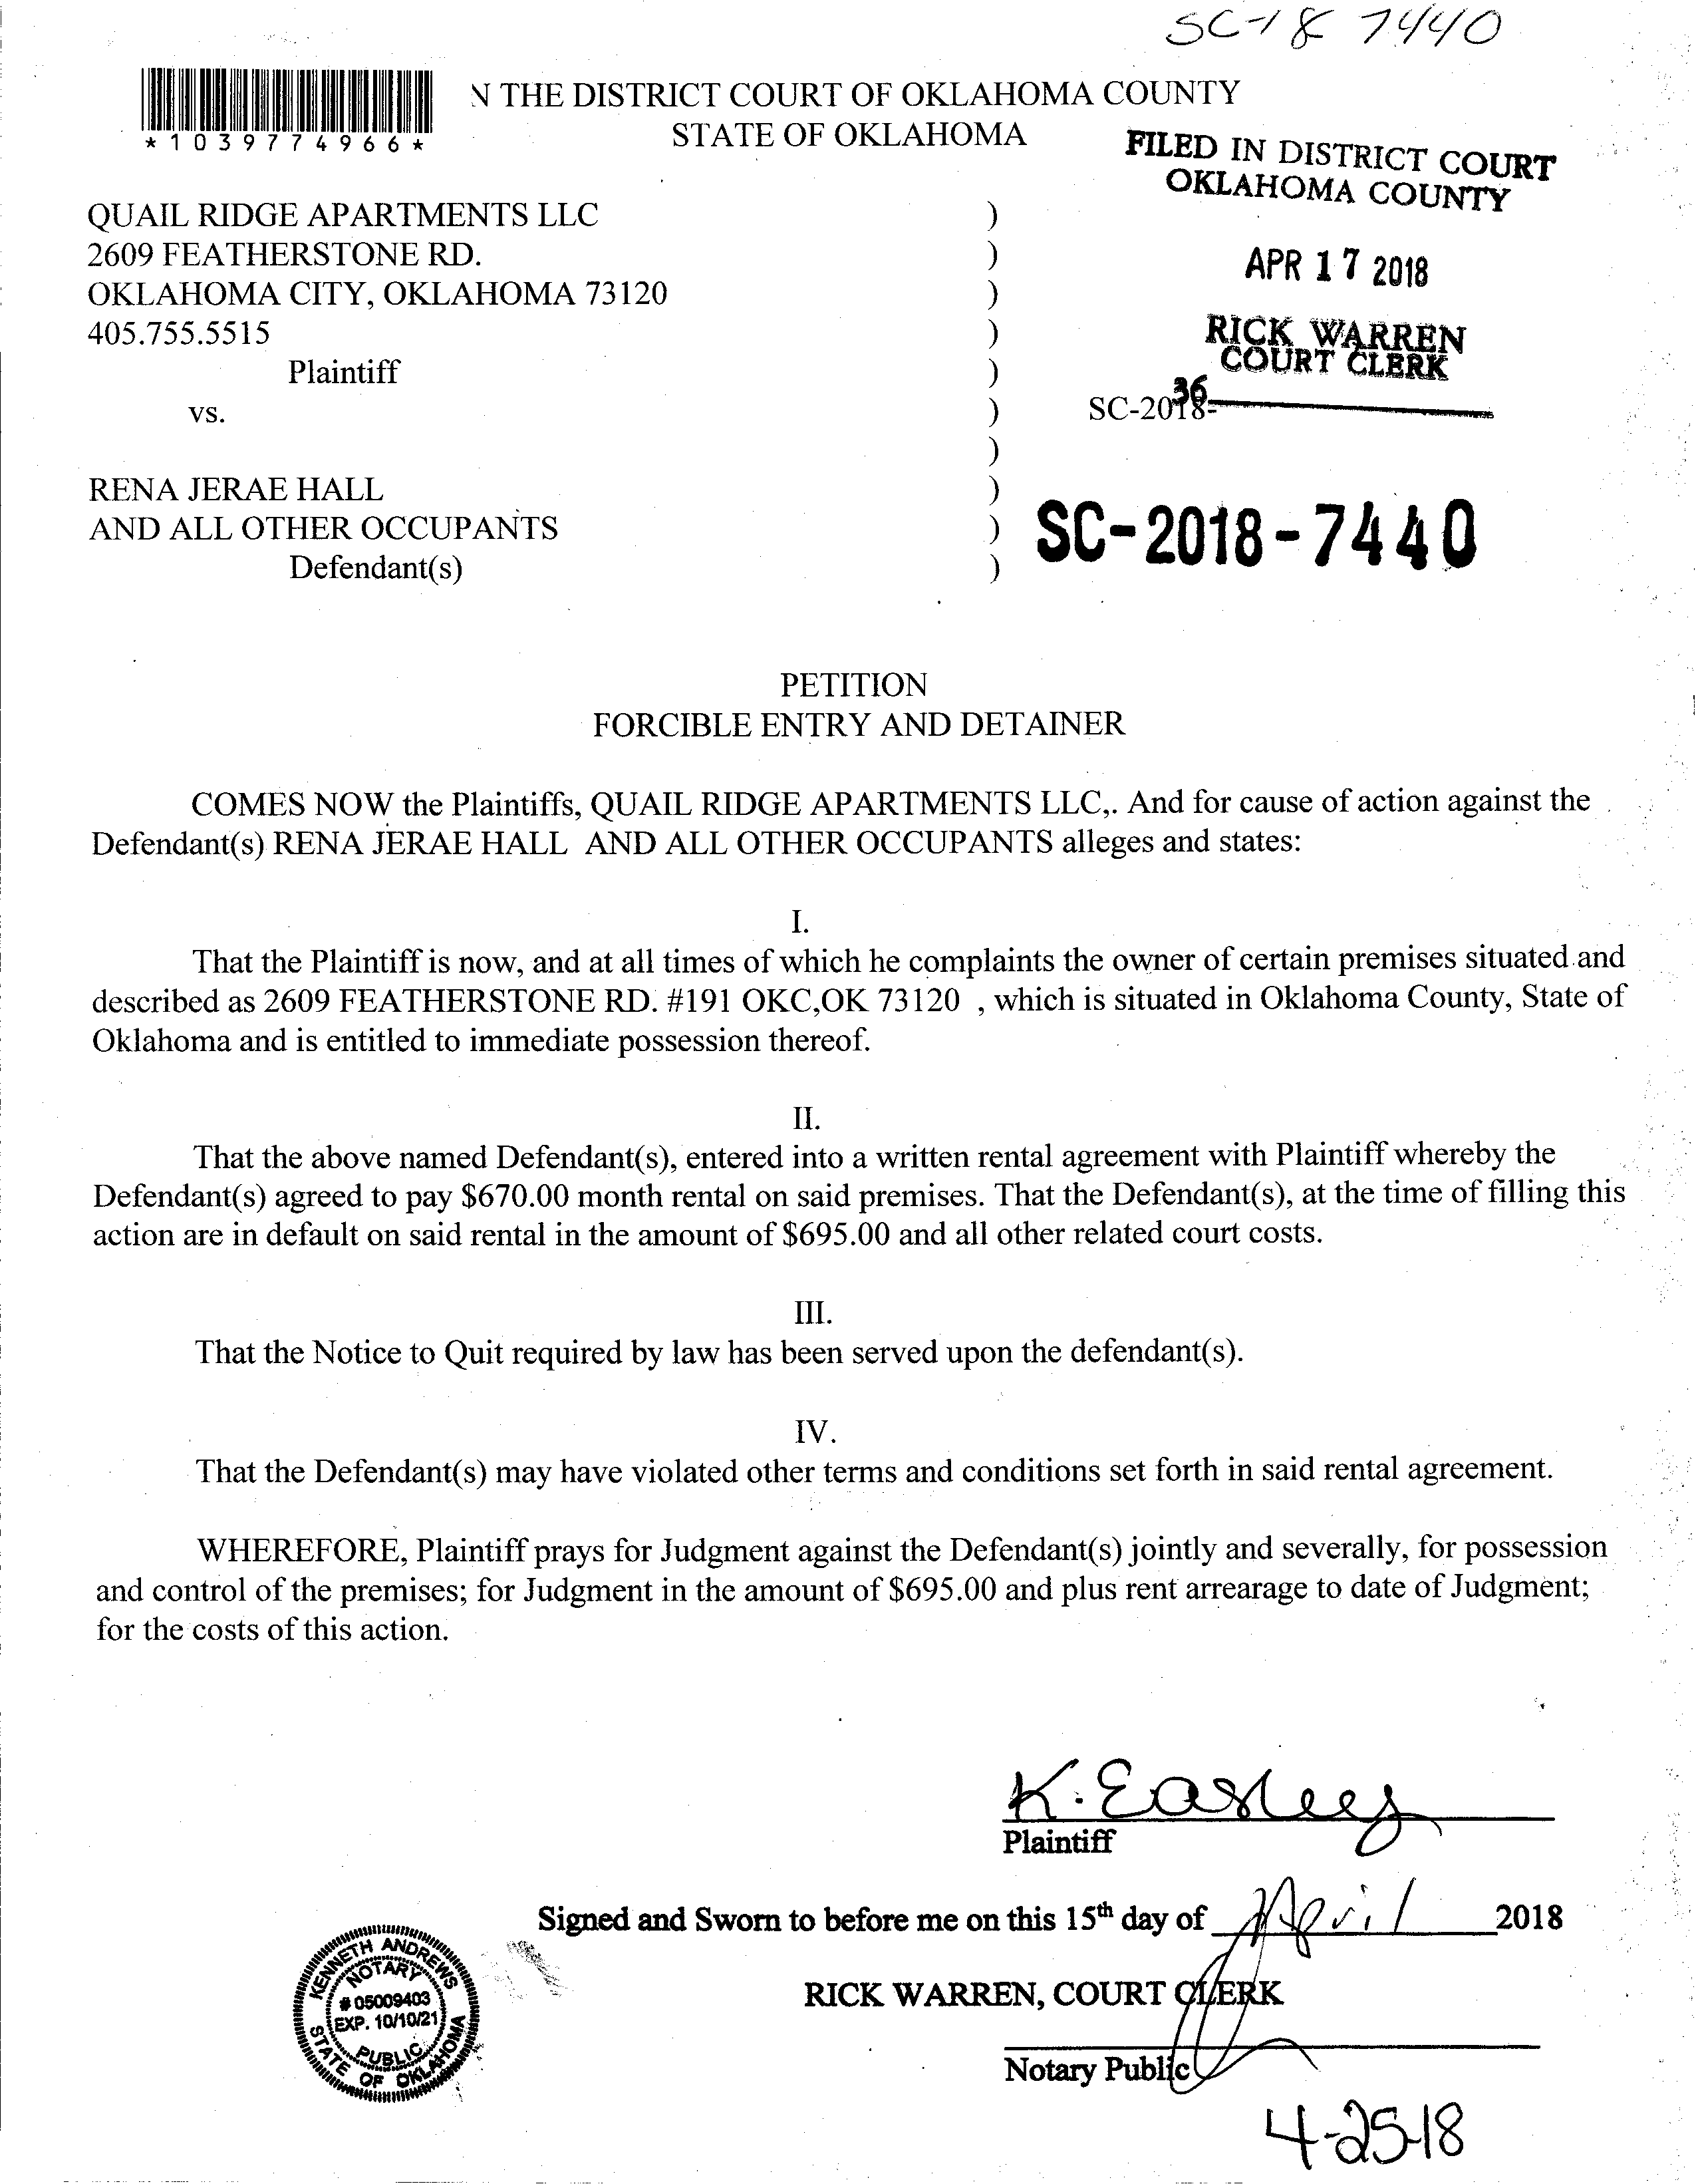 SC-18 7440
N THE DISTRICT COURT OF OKLAHOMA COUNTY
STATE OF OKLAHOMA
*1039774966*
FILED IN DISTRICT COURT
OKLAHOMA COUNTY
APR 17 2018
RICK WARREN
COURT CLERK
36
QUAIL RIDGE APARTMENTS LLC )
2609 FEATHERSTONE RD. )
OKLAHOMA CITY, OKLAHOMA 73120 )
405.755.5515 )
Plaintiff )
vs. ) SC-2018-
)
RENA JERAE HALL )
AND ALL OTHER OCCUPANTS ) SC-2018-7440
Defendant(s) )
PETITION
FORCIBLE ENTRY AND DETAINER
COMES NOW the Plaintiffs, QUAIL RIDGE APARTMENTS LLC,. And for cause of action against the
Defendant(s) RENA JERAE HALL AND ALL OTHER OCCUPANTS alleges and states:
I.
That the Plaintiff is now, and at all times of which he complaints the owner of certain premises situated and
described as 2609 FEATHERSTONE RD. #191 OKC,OK 73120 , which is situated in Oklahoma County, State of
Oklahoma and is entitled to immediate possession thereof.
II.
That the above named Defendant(s), entered into a written rental agreement with Plaintiff whereby the
Defendant(s) agreed to pay $670.00 month rental on said premises. That the Defendant(s), at the time of filling this
action are in default on said rental in the amount of $695.00 and all other related court costs.
III.
That the Notice to Quit required by law has been served upon the defendant(s).
IV.
That the Defendant(s) may have violated other terms and conditions set forth in said rental agreement.
WHEREFORE, Plaintiff prays for Judgment against the Defendant(s) jointly and severally, for possession
and control of the premises; for Judgment in the amount of $695.00 and plus rent arrearage to date of Judgment;
for the costs of this action.
K. Easley
Plaintiff
Signed and Sworn to before me on this 15th day of April 2018
KENNETH ANDREWS
NOTARY
# 05009403
EXP. 10/10/21
PUBLIC
STATE OF OKLAHOMA
RICK WARREN, COURT CLERK
Notary Public
4-25-18